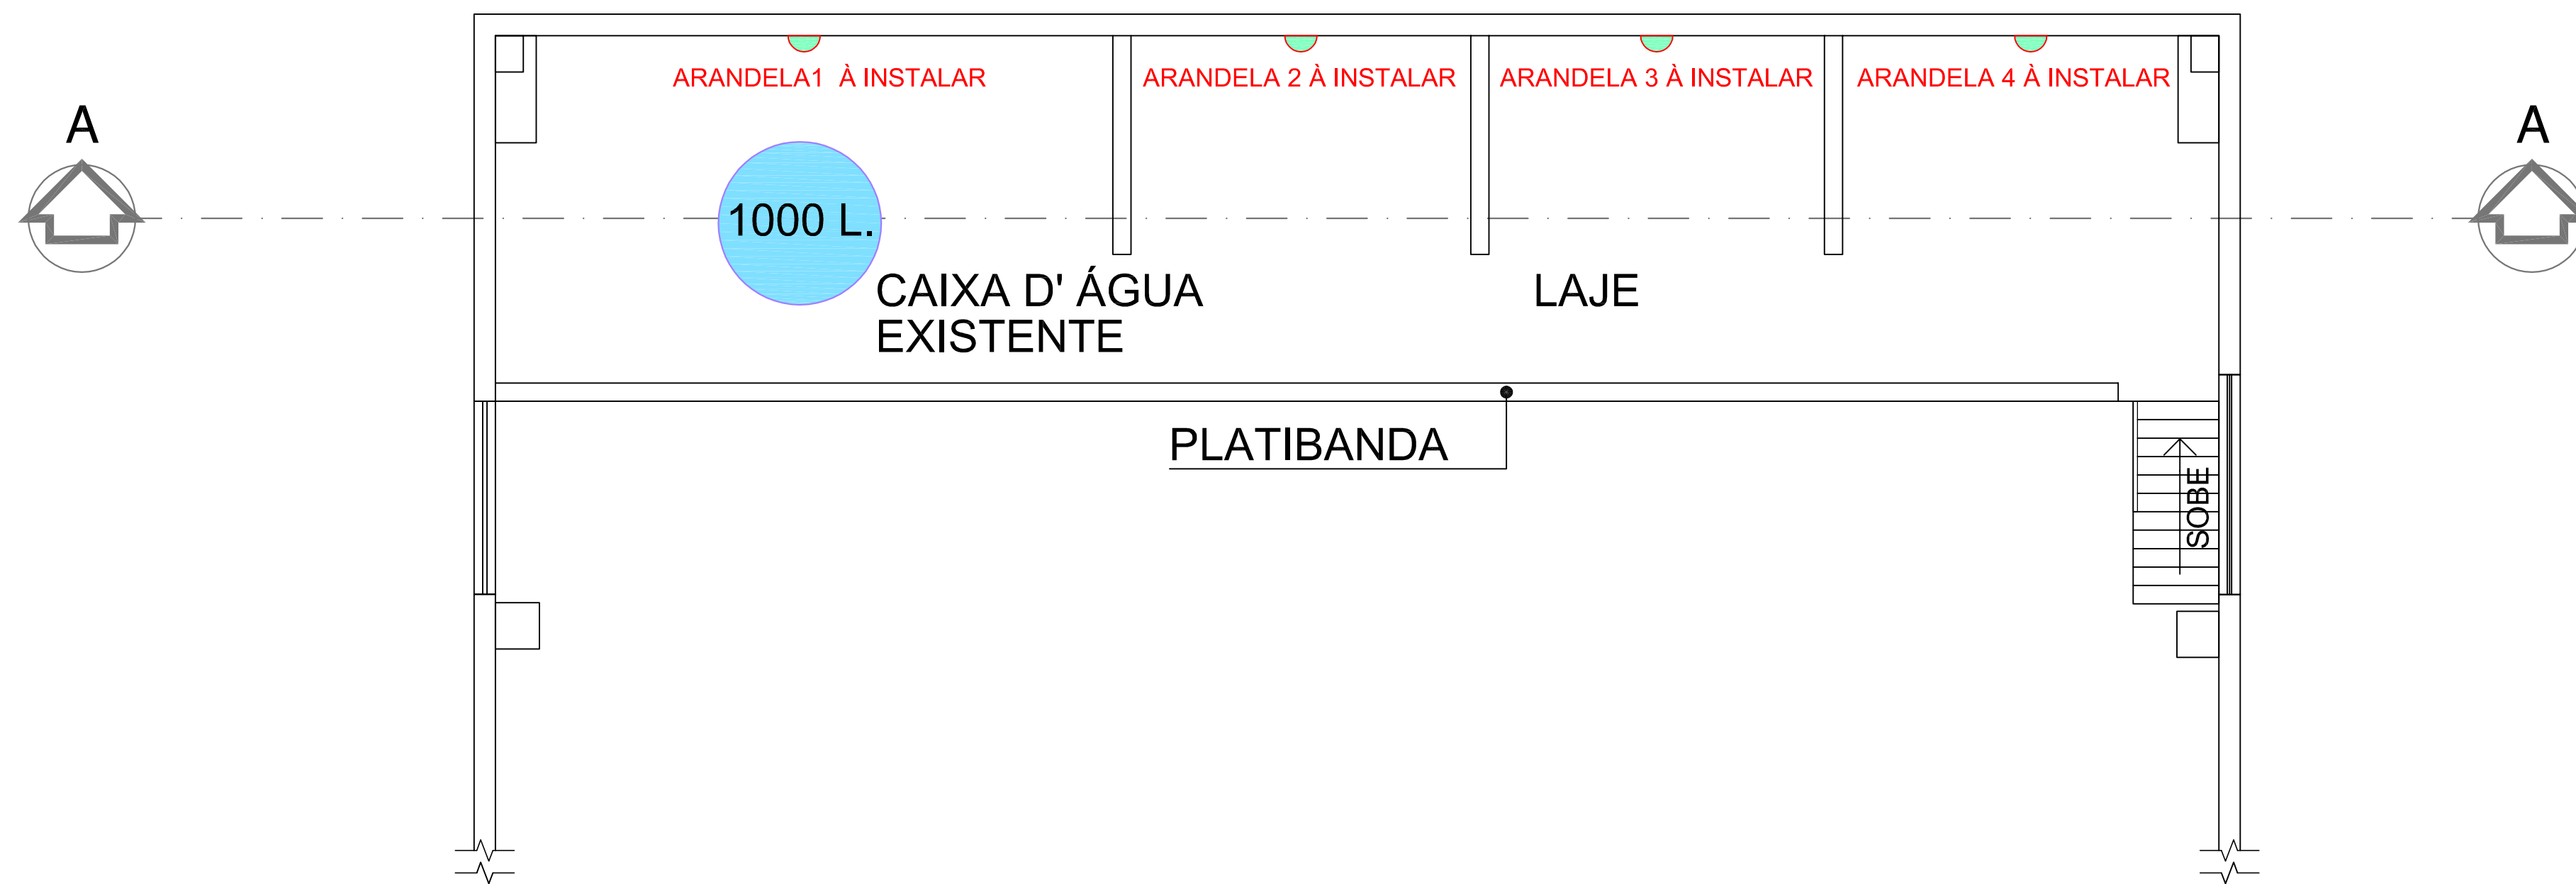 ARANDELA1  À INSTALAR
ARANDELA 2 À INSTALAR
ARANDELA 3 À INSTALAR
ARANDELA 4 À INSTALAR
A
A
1000 L.
CAIXA D' ÁGUA
EXISTENTE
LAJE
PLATIBANDA
SOBE